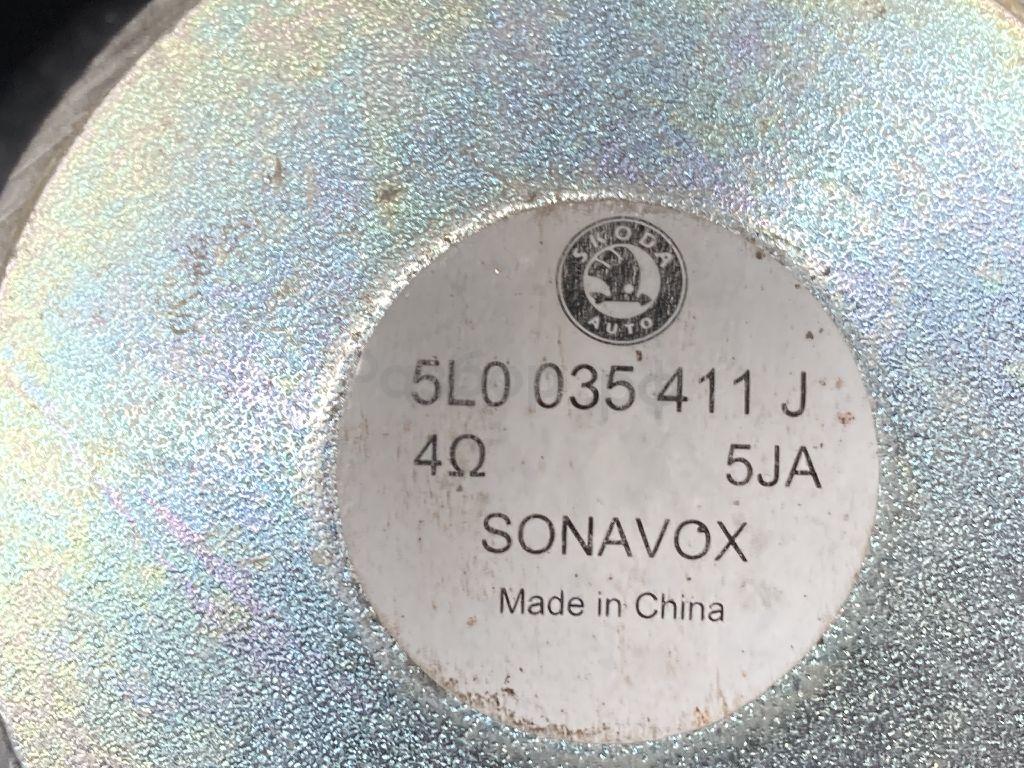 SKODA
AUTO
5L0 035 411 J
4Ω 5JA
SONAVOX
Made in China